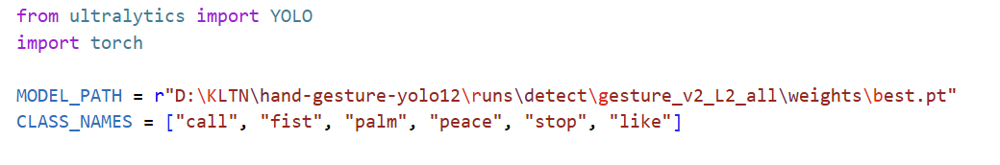 from ultralytics import YOLO
import torch
MODEL_PATH = r"D:\KLTN\hand-gesture-yolo12\runs\detect\gesture_v2_L2_all\weights\best.pt"
CLASS_NAMES = ["call", "fist", "palm", "peace", "stop", "like"]